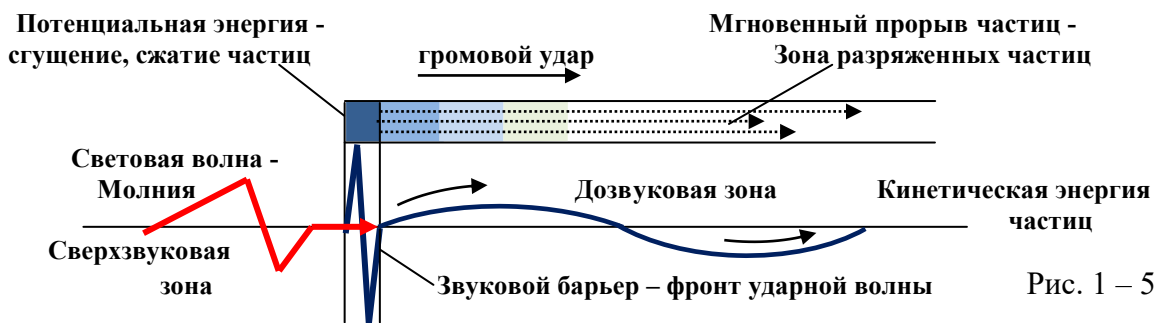 Потенциальная энергия -
сгущение, сжатие частиц
громовой удар
Мгновенный прорыв частиц -
Зона разряженных частиц
Световая волна -
Молния
Дозвуковая зона
Кинетическая энергия
частиц
Сверхзвуковая
зона
Звуковой барьер – фронт ударной волны
Рис. 1 – 5